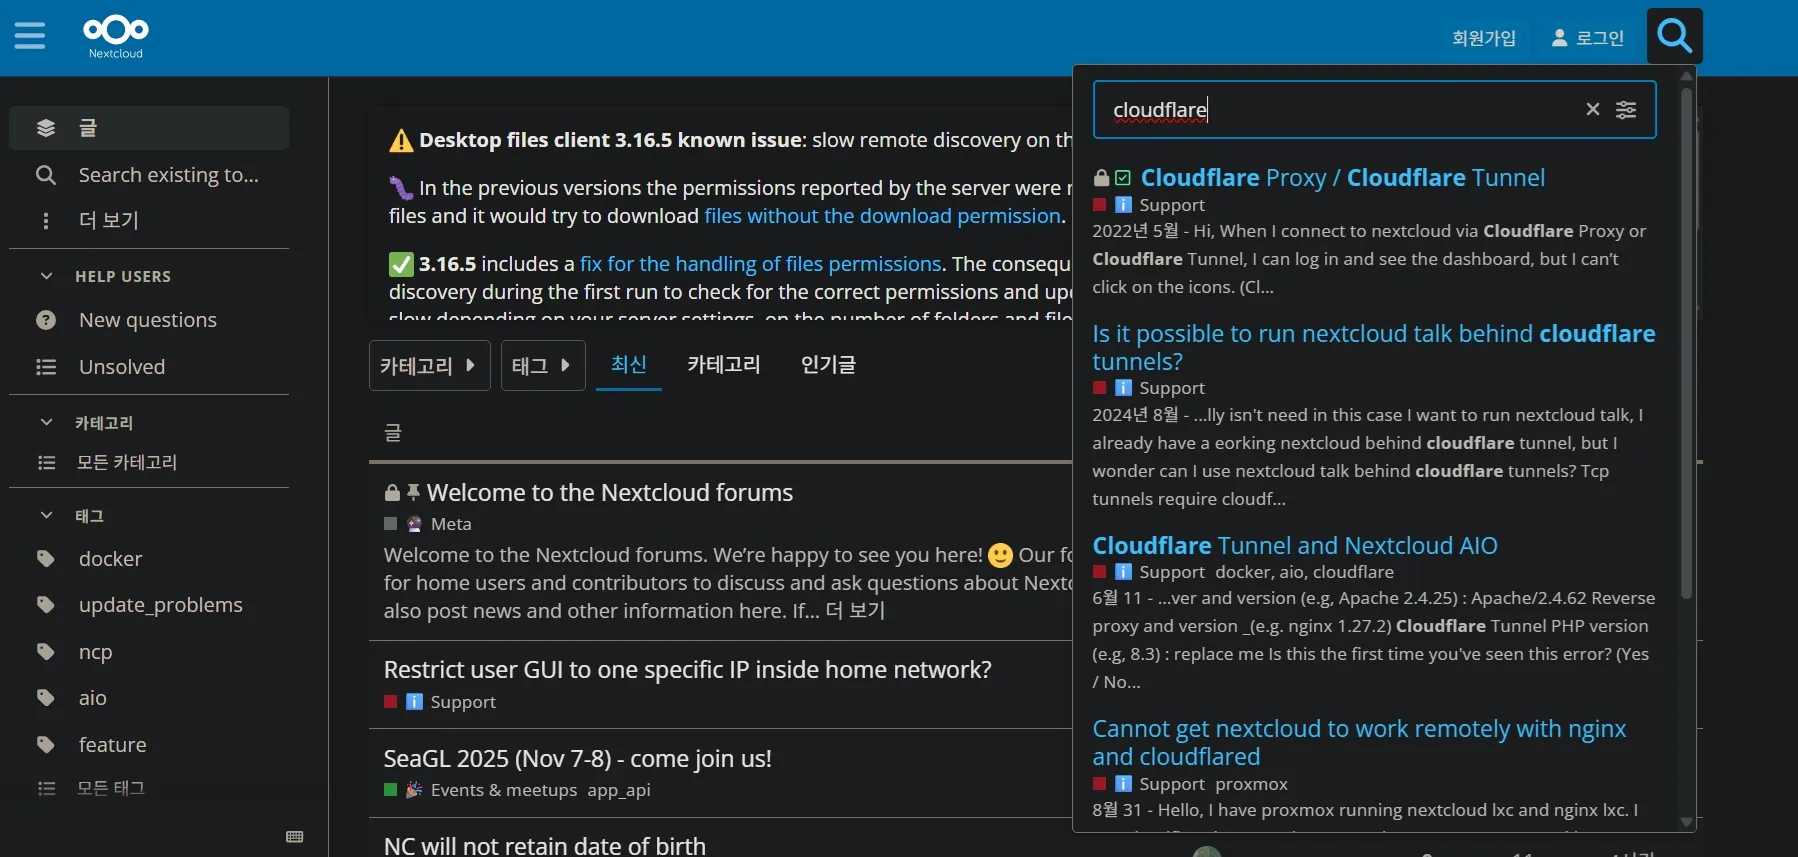 Nextcloud
회원가입
로그인
글
Search existing to...
더 보기
HELP USERS
New questions
Unsolved
카테고리
모든 카테고리
태그
docker
update_problems
ncp
aio
feature
모든 태그
Desktop files client 3.16.5 known issue: slow remote discovery on th
In the previous versions the permissions reported by the server were
files and it would try to download files without the download permission.
3.16.5 includes a fix for the handling of files permissions. The consequ
discovery during the first run to check for the correct permissions and
slow depending on your server settings, on the number of folders and file
카테고리
태그
최신
카테고리
인기글
글
Welcome to the Nextcloud forums
Meta
Welcome to the Nextcloud forums. We’re happy to see you here! Our
for home users and contributors to discuss and ask questions about
also post news and other information here. If... 더 보기
Restrict user GUI to one specific IP inside home network?
Support
SeaGL 2025 (Nov 7-8) - come join us!
Events & meetups app_api
NC will not retain date of birth
cloudflare
Cloudflare Proxy / Cloudflare Tunnel
Support
2022년 5월 - Hi, When I connect to nextcloud via Cloudflare Proxy or
Cloudflare Tunnel, I can log in and see the dashboard, but I can’t
click on the icons. (Cl...
Is it possible to run nextcloud talk behind cloudflare
tunnels?
Support
2024년 8월 - ...lly isn't need in this case I want to run nextcloud talk, I
already have a eorking nextcloud behind cloudflare tunnel, but I
wonder can I use nextcloud talk behind cloudflare tunnels? Tcp
tunnels require cloudf...
Cloudflare Tunnel and Nextcloud AIO
Support docker, aio, cloudflare
6월 11 - ...ver and version (e.g, Apache 2.4.25) : Apache/2.4.62 Reverse
proxy and version _(e.g. nginx 1.27.2) Cloudflare Tunnel PHP version
(e.g, 8.3) : replace me Is this the first time you've seen this error? (Yes
/ No...
Cannot get nextcloud to work remotely with nginx
and cloudflared
Support proxmox
8월 31 - Hello, I have proxmox running nextcloud lxc and nginx lxc. I